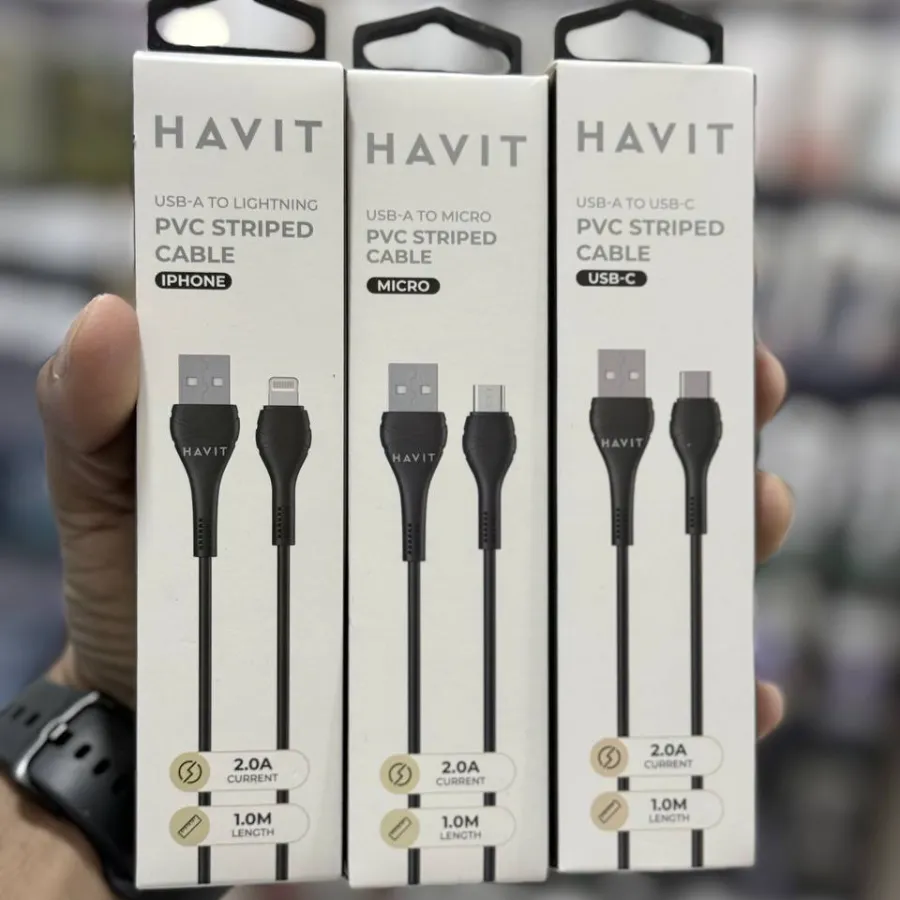 HAVIT
USB-A TO LIGHTNING
PVC STRIPED
CABLE
IPHONE
HAVIT
2.0A
CURRENT
1.0M
LENGTH
HAVIT
USB-A TO MICRO
PVC STRIPED
CABLE
MICRO
HAVIT
2.0A
CURRENT
1.0M
LENGTH
HAVIT
USB-A TO USB-C
PVC STRIPED
CABLE
USB-C
HAVIT
2.0A
CURRENT
1.0M
LENGTH